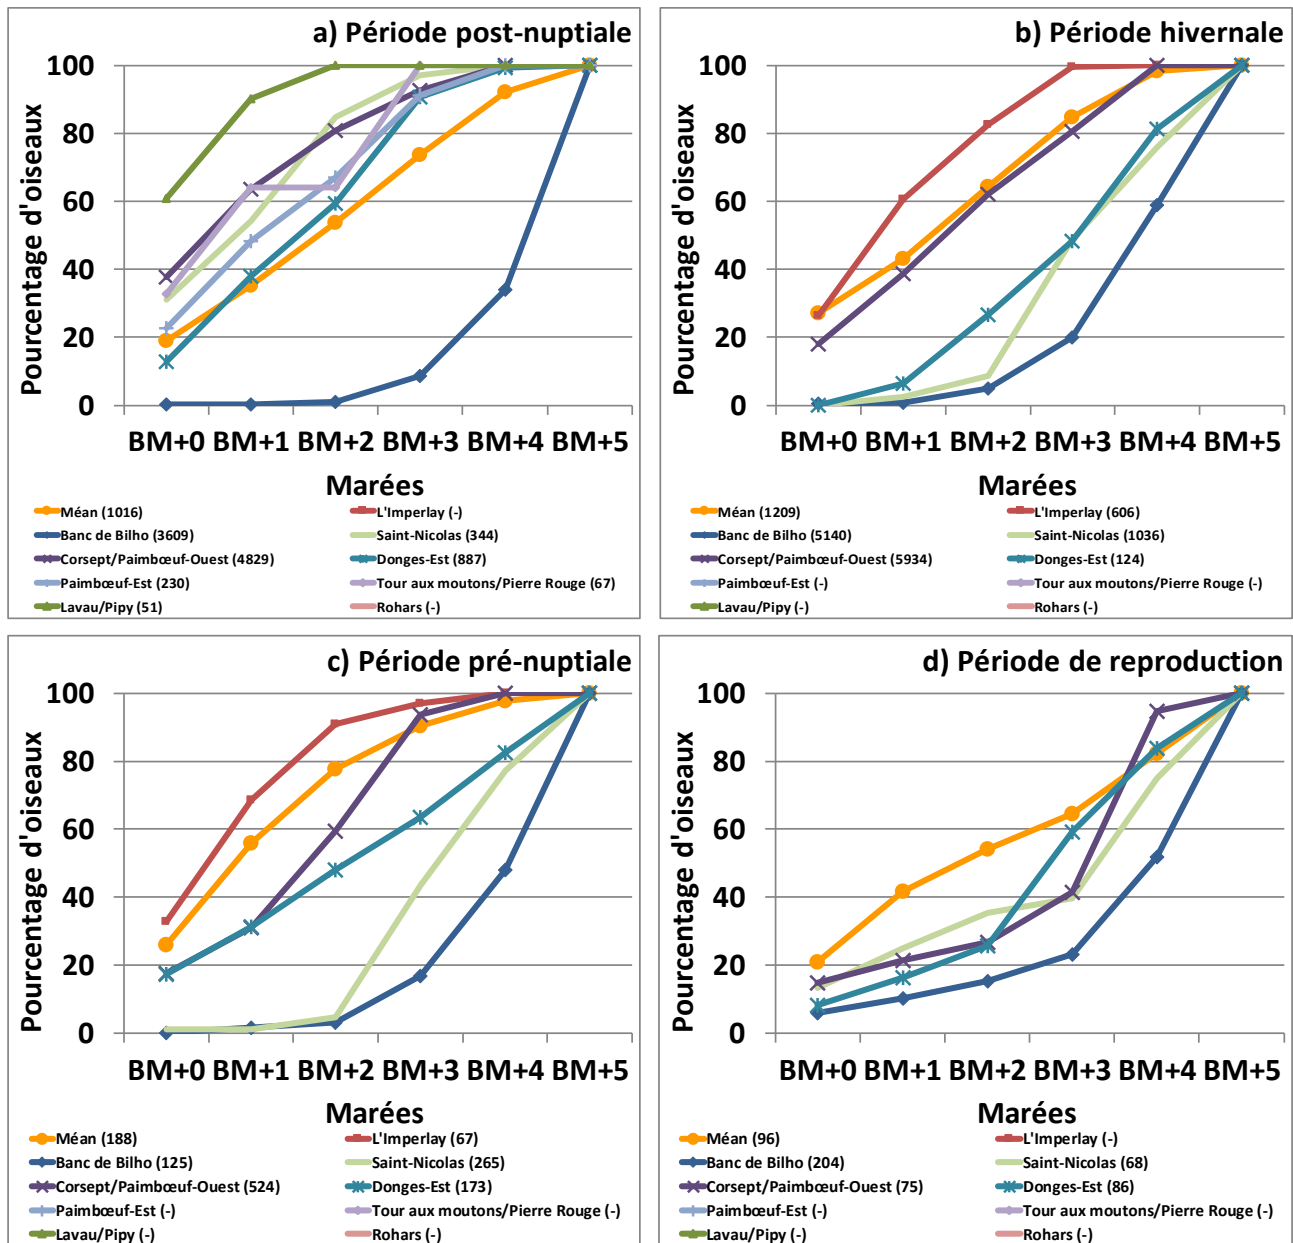 a) Période post-nuptiale
Pourcentage d'oiseaux
100
80
60
40
20
0
BM+0 BM+1 BM+2 BM+3 BM+4 BM+5
Marées
Méan (1016) L'Imperlay (-)
Banc de Bilho (3609) Saint-Nicolas (344)
Corsept/Paimbœuf-Ouest (4829) Donges-Est (887)
Paimbœuf-Est (230) Tour aux moutons/Pierre Rouge (67)
Lavau/Pipy (51) Rohars (-)
b) Période hivernale
Pourcentage d'oiseaux
100
80
60
40
20
0
BM+0 BM+1 BM+2 BM+3 BM+4 BM+5
Marées
Méan (1209) L'Imperlay (606)
Banc de Bilho (5140) Saint-Nicolas (1036)
Corsept/Paimbœuf-Ouest (5934) Donges-Est (124)
Paimbœuf-Est (-) Tour aux moutons/Pierre Rouge (-)
Lavau/Pipy (-) Rohars (-)
c) Période pré-nuptiale
Pourcentage d'oiseaux
100
80
60
40
20
0
BM+0 BM+1 BM+2 BM+3 BM+4 BM+5
Marées
Méan (188) L'Imperlay (67)
Banc de Bilho (125) Saint-Nicolas (265)
Corsept/Paimbœuf-Ouest (524) Donges-Est (173)
Paimbœuf-Est (-) Tour aux moutons/Pierre Rouge (-)
Lavau/Pipy (-) Rohars (-)
d) Période de reproduction
Pourcentage d'oiseaux
100
80
60
40
20
0
BM+0 BM+1 BM+2 BM+3 BM+4 BM+5
Marées
Méan (96) L'Imperlay (-)
Banc de Bilho (204) Saint-Nicolas (68)
Corsept/Paimbœuf-Ouest (75) Donges-Est (86)
Paimbœuf-Est (-) Tour aux moutons/Pierre Rouge (-)
Lavau/Pipy (-) Rohars (-)